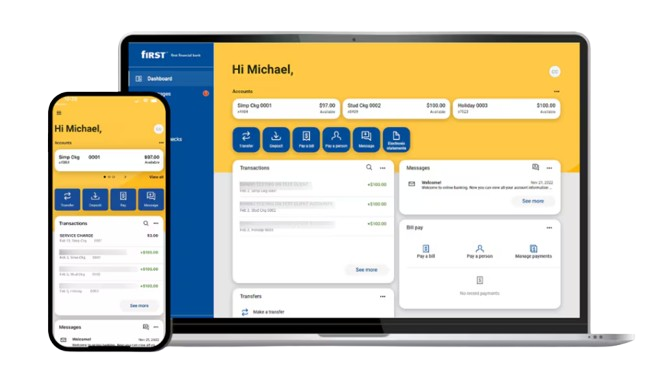 fIRST
First Financial Bank
Dashboard
Hi Michael,
Accounts
Simp Ckg 0001
$97.00
Available
Stud Ckg 0002
$100.00
Available
Holiday 0003
$100.00
Available
Transfer
Deposit
Pay a bill
Pay a person
Message
Electronic statements
Transactions
+$100.00
+$100.00
+$100.00
See more
Transfers
Make a transfer
Messages
Welcome!
Nov 21, 2022
Welcome to online banking. Now you can view all your account information ...
See more
Bill pay
Pay a bill
Pay a person
Manage payments
No recent payments.
Hi Michael,
Accounts
Simp Ckg 0001
$97.00
Available
View all
Transfer
Deposit
Pay
Message
Transactions
SERVICE CHARGE
$3.00
+$100.00
+$100.00
+$100.00
See more
Messages
Welcome!
Nov 21, 2022